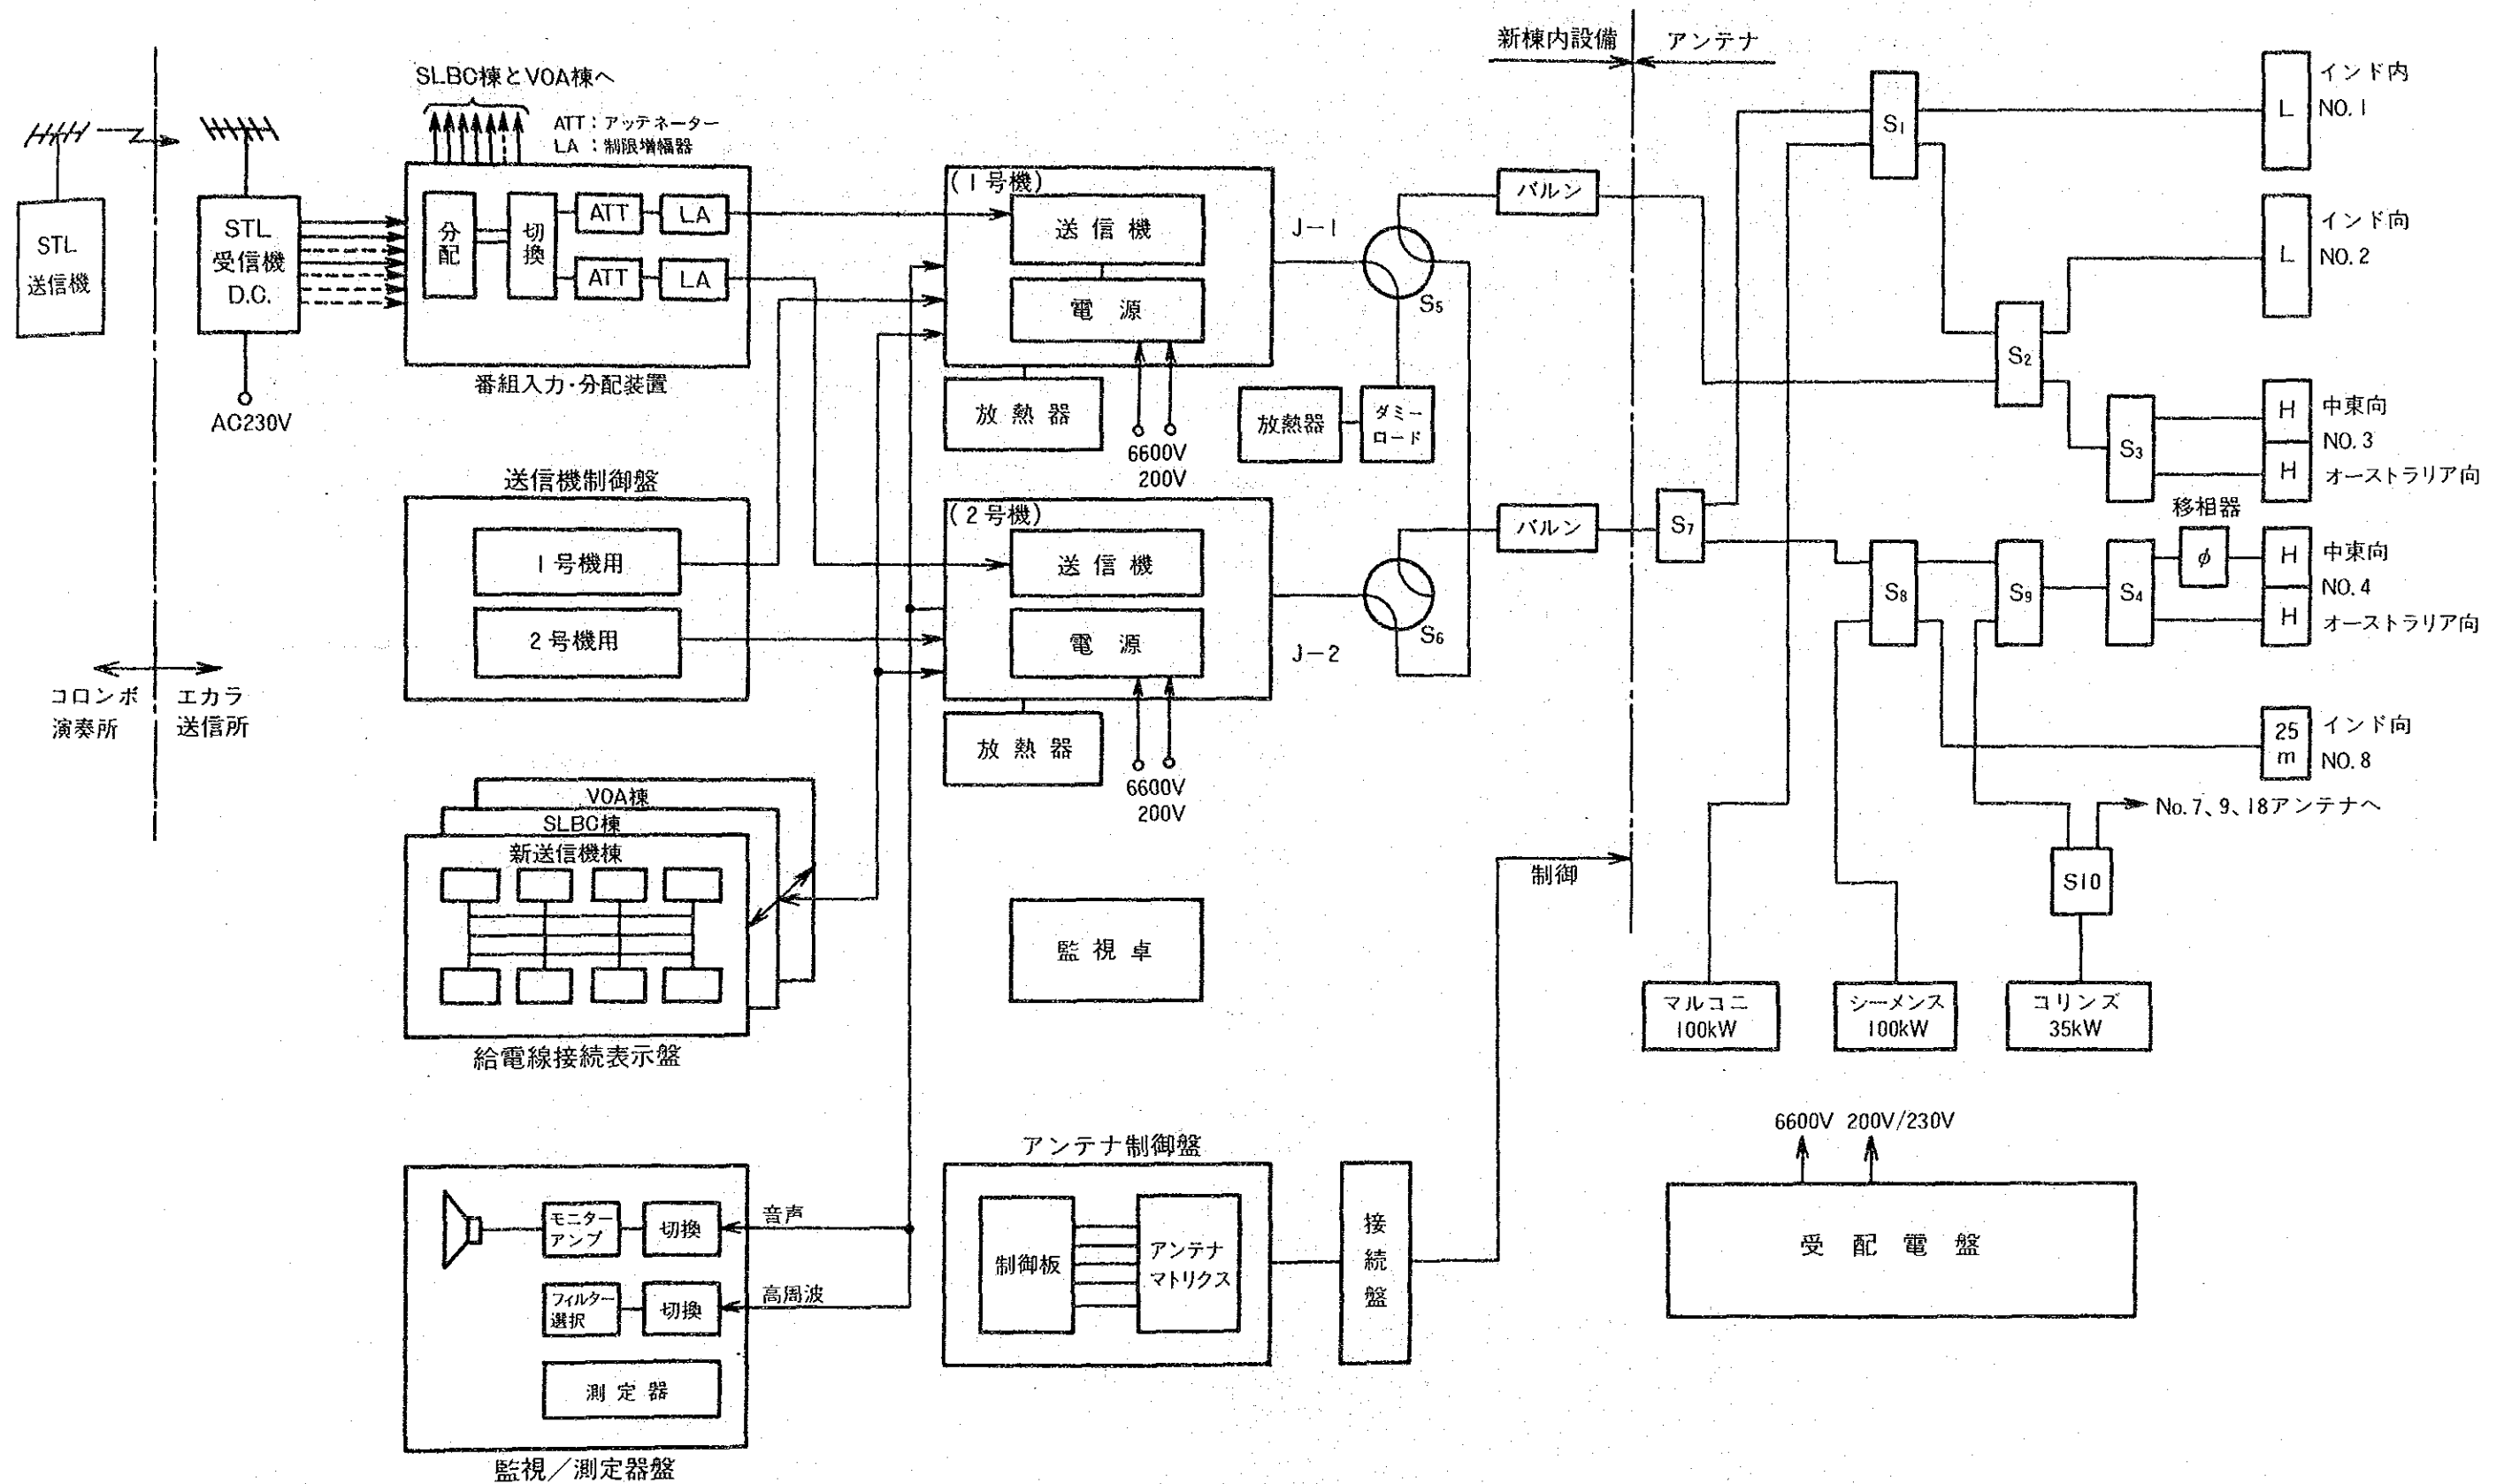 STL
送信機
コロンボ
演奏所
エカラ
送信所
STL
受信機
D.C.
AC230V
SLBC棟とVOA棟へ
ATT：アッテネーター
LA ：制限増幅器
分配
切換
ATT
LA
ATT
LA
番組入力・分配装置
送信機制御盤
1号機用
2号機用
VOA棟
SLBC棟
新送信機棟
給電線接続表示盤
モニター
アンプ
切換
音声
フィルター
選択
切換
高周波
測定器
監視／測定器盤
(1号機)
送信機
電源
放熱器
6600V
200V
J-1
S5
放熱器
ダミー
ロード
(2号機)
送信機
電源
放熱器
6600V
200V
J-2
S6
監視卓
アンテナ制御盤
制御板
アンテナ
マトリクス
接続盤
制御
バルン
バルン
新棟内設備
アンテナ
S1
S2
S3
S7
S8
S9
S4
移相器
φ
S10
L
インド内
NO.1
L
インド向
NO.2
H
中東向
NO.3
H
オーストラリア向
H
中東向
NO.4
H
オーストラリア向
25
m
インド向
NO.8
No.7、9、18アンテナへ
マルコニ
100kW
シーメンス
100kW
コリンズ
35kW
6600V 200V/230V
受配電盤